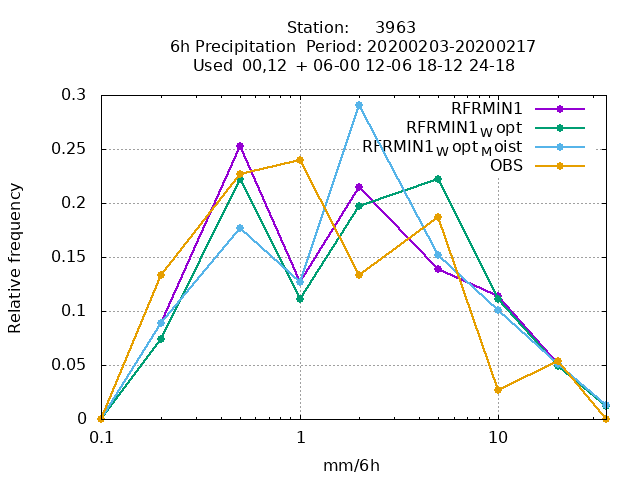 Station: 3963
6h Precipitation Period: 20200203-20200217
Used 00,12 + 06-00 12-06 18-12 24-18
0.3
RFRMIN1
RFRMIN1Wopt
RFRMIN1WoptMoist
OBS
0.25
0.2
0.15
0.1
0.05
0
Relative frequency
0.1 1 10
mm/6h